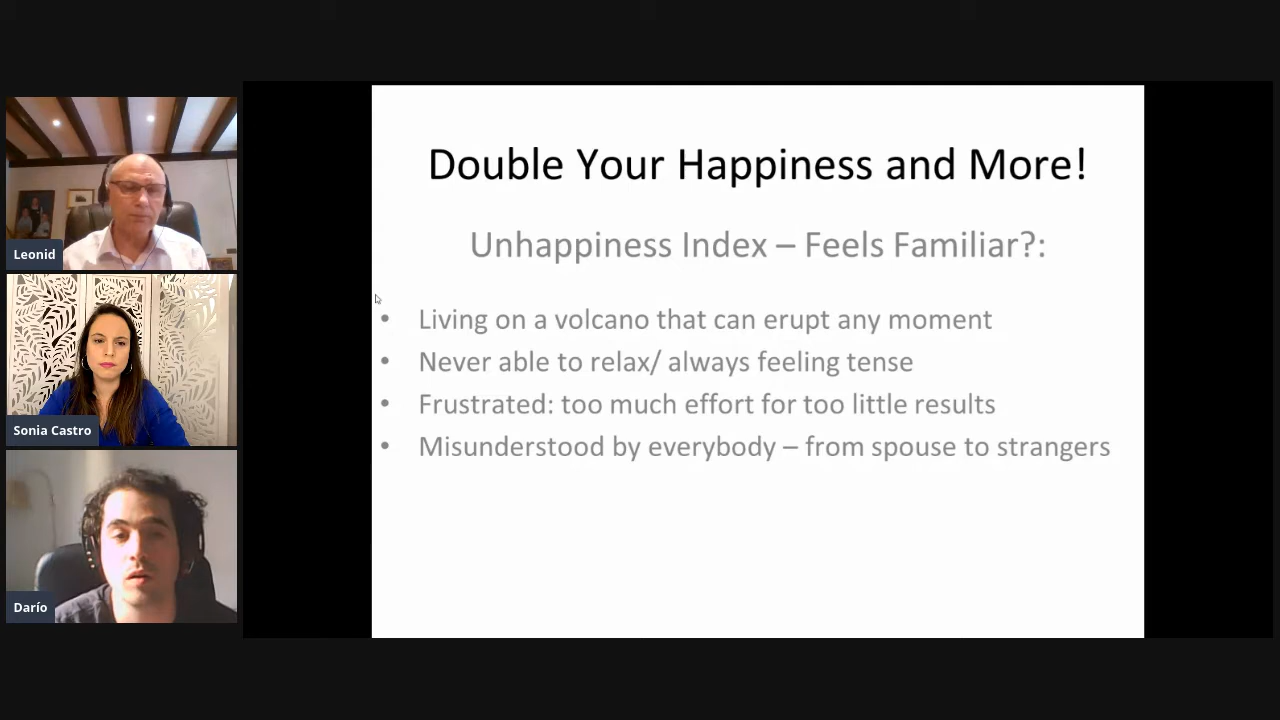 Leonid
Sonia Castro
Darío
Double Your Happiness and More!
Unhappiness Index – Feels Familiar?:
• Living on a volcano that can erupt any moment
• Never able to relax/ always feeling tense
• Frustrated: too much effort for too little results
• Misunderstood by everybody – from spouse to strangers